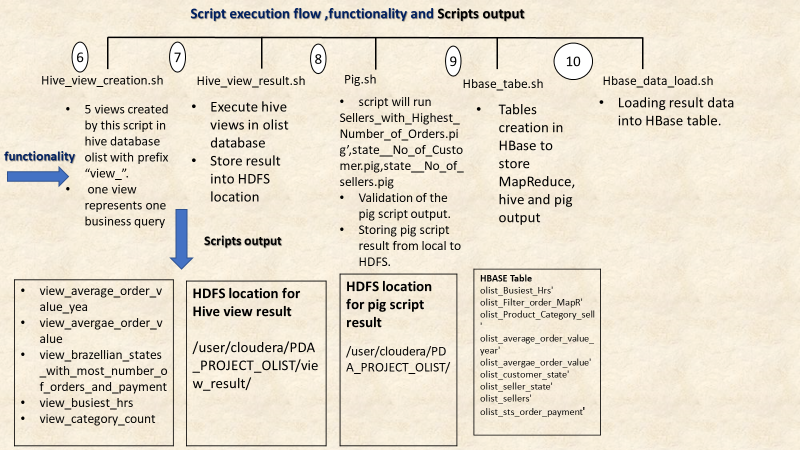 Script execution flow ,functionality and Scripts output
6
7
8
9
10
Hive_view_creation.sh
Hive_view_result.sh
Pig.sh
Hbase_tabe.sh
Hbase_data_load.sh
functionality
• 5 views created
by this script in
hive database
olist with prefix
“view_”.
• one view
represents one
business query
• Execute hive
views in olist
database
• Store result
into HDFS
location
• script will run
Sellers_with_Highest_
Number_of_Orders.pi
g’,state__No_of_Custo
mer.pig,state__No_of_
sellers.pig
• Validation of the
pig script output.
• Storing pig script
result from local to
HDFS.
• Tables
creation in
HBase to
store
MapReduce,
hive and pig
output
• Loading result data
into HBase table.
Scripts output
• view_average_order_v
alue_yea
• view_avergae_order_v
alue
• view_brazellian_states
_with_most_number_o
f_orders_and_payment
• view_busiest_hrs
• view_category_count
HDFS location for
Hive view result
/user/cloudera/PDA
_PROJECT_OLIST/vie
w_result/
HDFS location
for pig script
result
/user/cloudera/PD
A_PROJECT_OLIST/
HBASE Table
olist_Busiest_Hrs'
olist_Filter_order_MapR'
olist_Product_Category_sell
'
olist_average_order_value_
year'
olist_avergae_order_value'
olist_customer_state'
olist_seller_state'
olist_sellers'
olist_sts_order_payment'